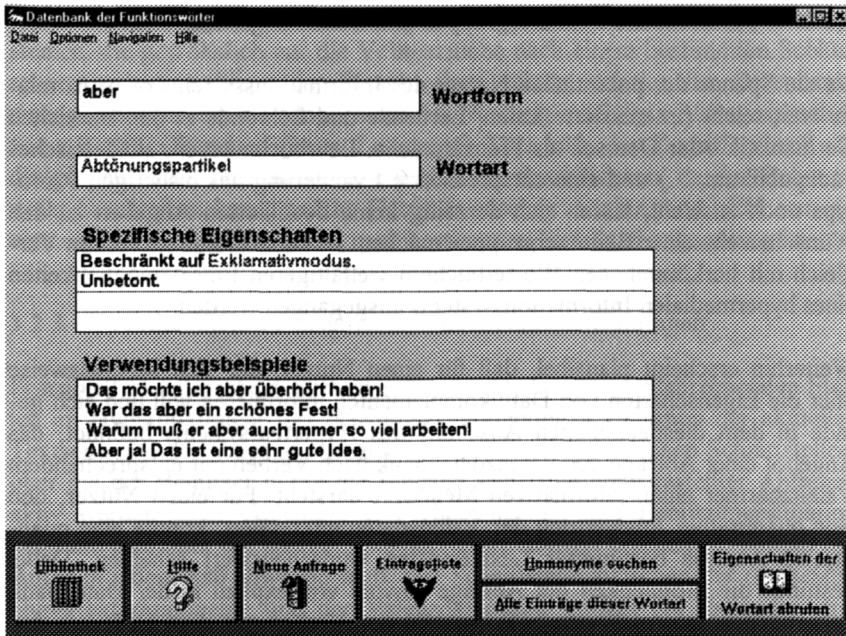 Datenbank der Funktionswörter
Datei Optionen Navigation Hilfe
aber
Wortform
Abtönungspartikel
Wortart
Spezifische Eigenschaften
Beschränkt auf Exklamativmodus.
Unbetont.
Verwendungsbeispiele
Das möchte ich aber überhört haben!
War das aber ein schönes Fest!
Warum muß er aber auch immer so viel arbeiten!
Aber ja! Das ist eine sehr gute Idee.
Bibliothek
Hilfe
Neue Anfrage
Eintragsliste
Homonyme suchen
Alle Einträge dieser Wortart
Eigenschaften der
Wortart abrufen